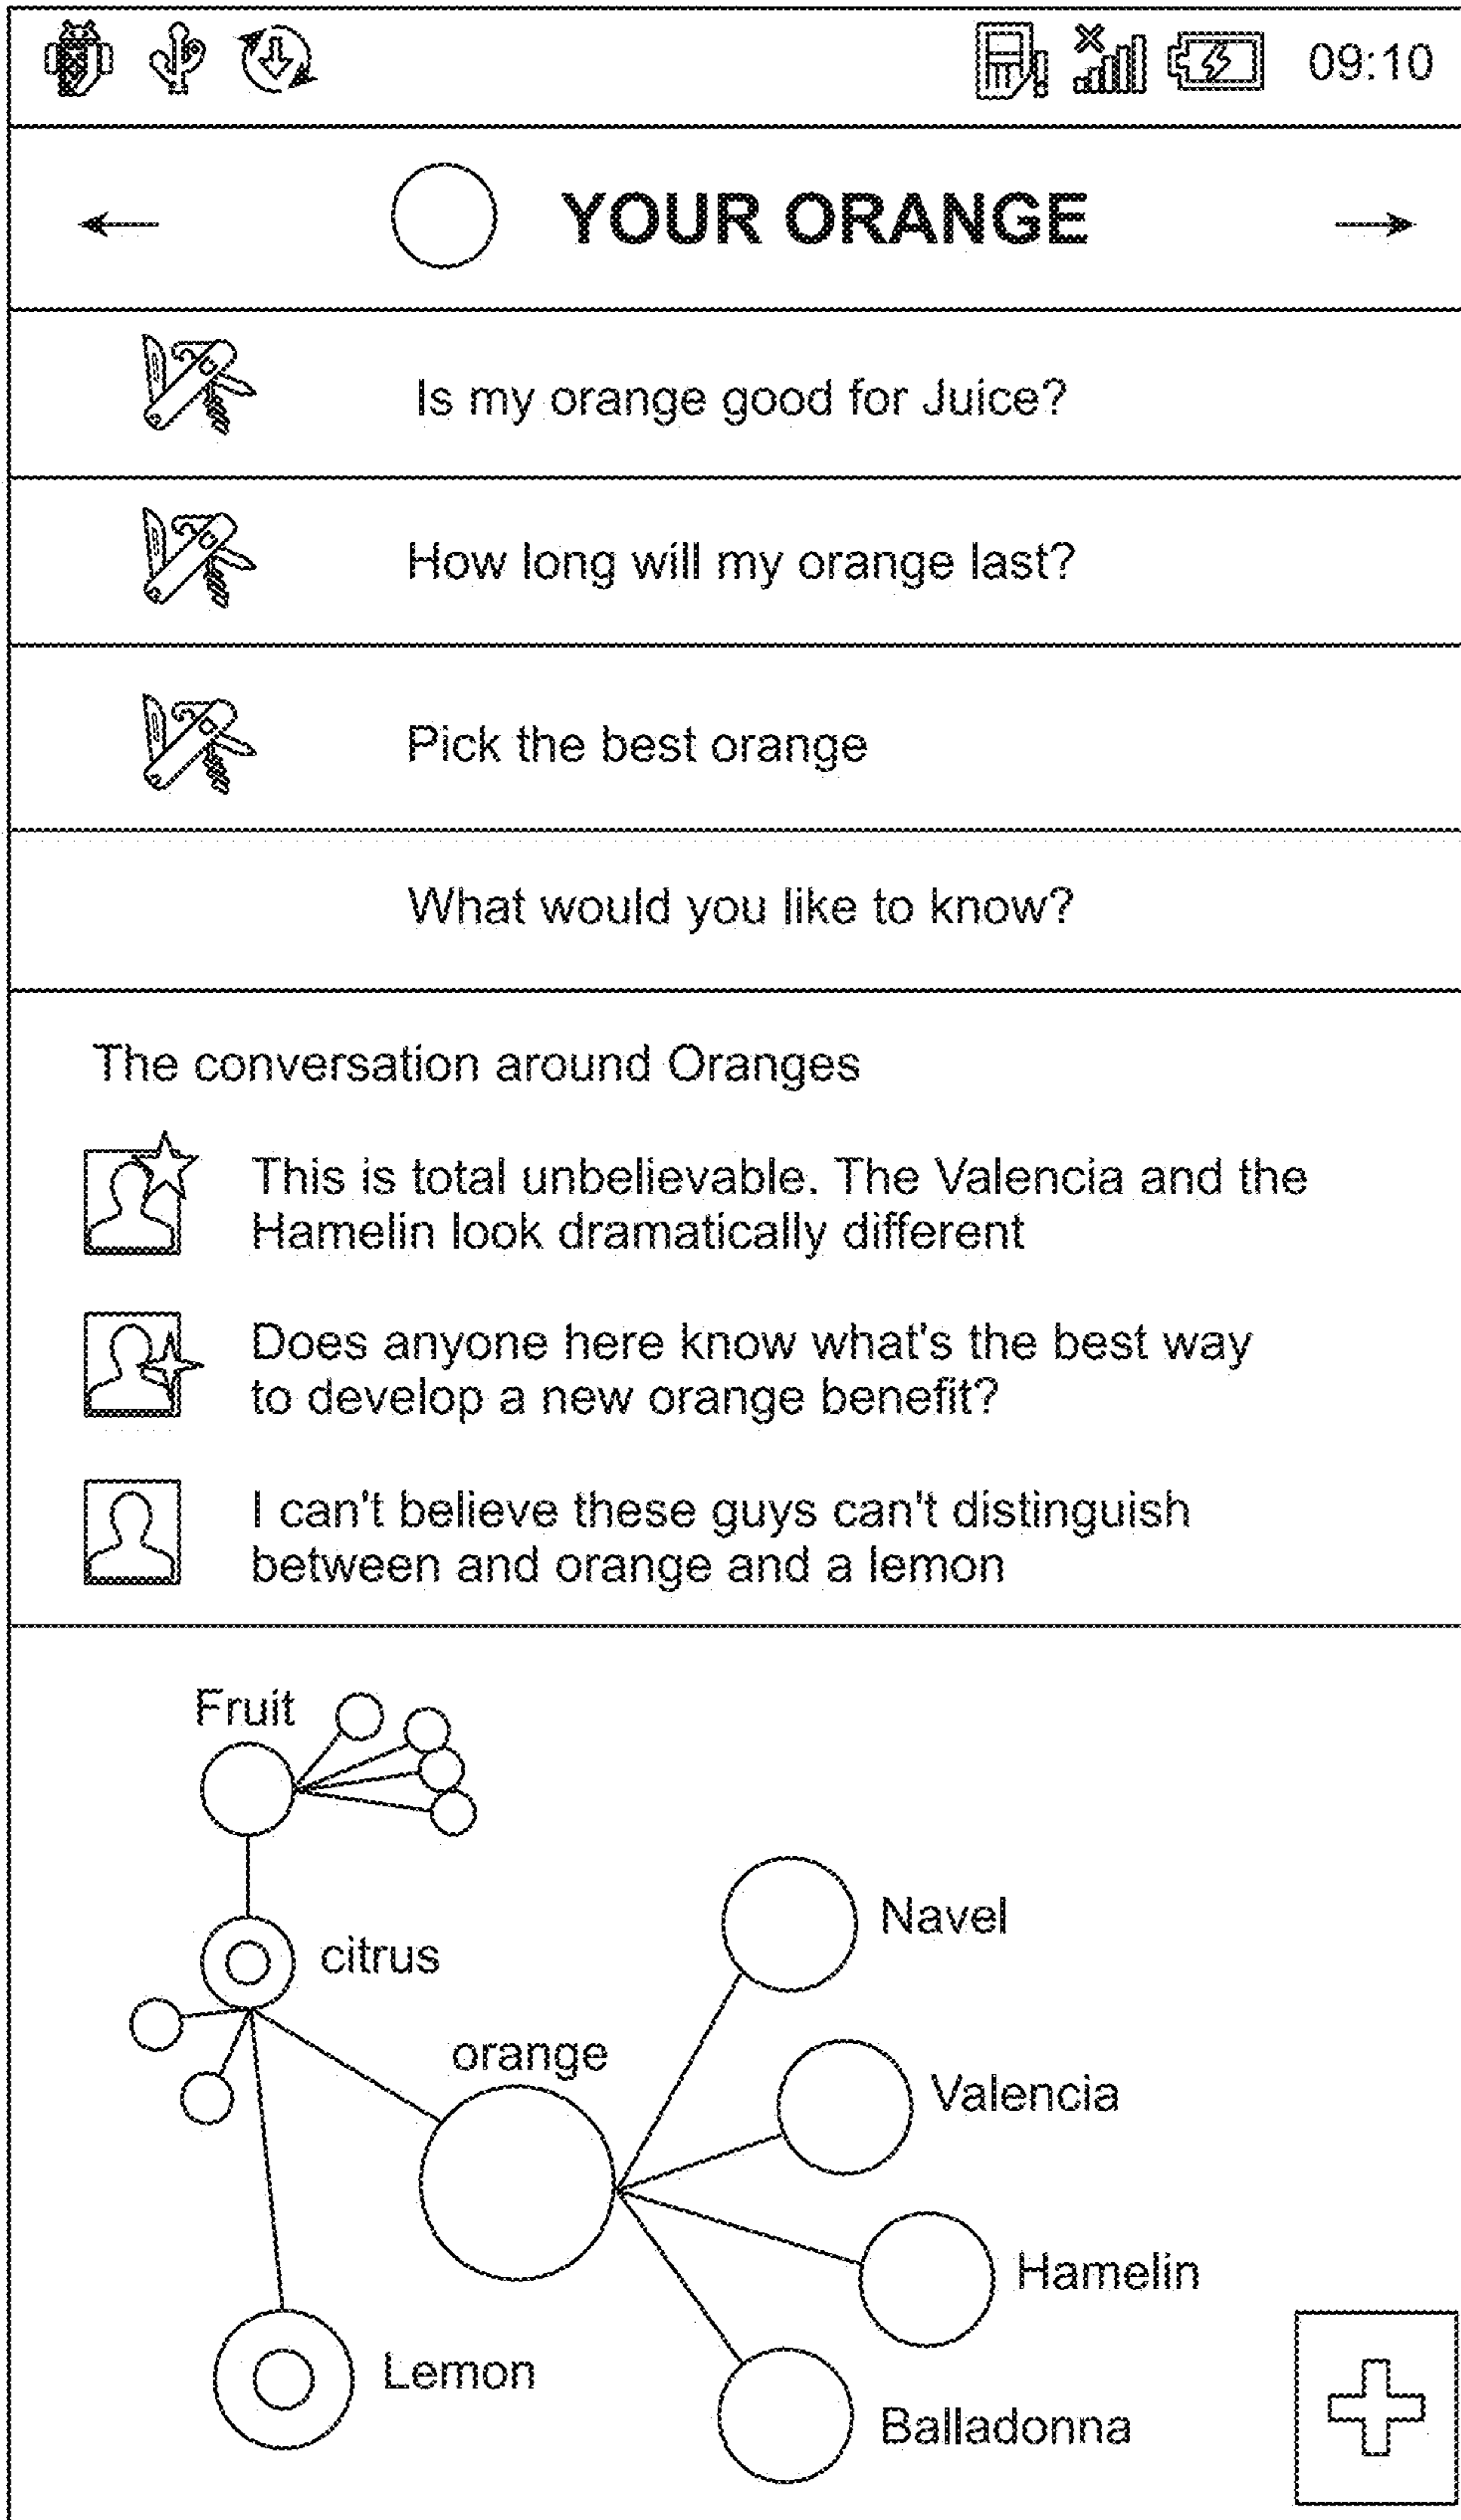 09:10
YOUR ORANGE
Is my orange good for Juice?
How long will my orange last?
Pick the best orange
What would you like to know?
The conversation around Oranges
This is total unbelievable. The Valencia and the
Hamelin look dramatically different
Does anyone here know what's the best way
to develop a new orange benefit?
I can't believe these guys can't distinguish
between and orange and a lemon
Fruit
Navel
citrus
orange
Valencia
Hamelin
Lemon
Balladonna